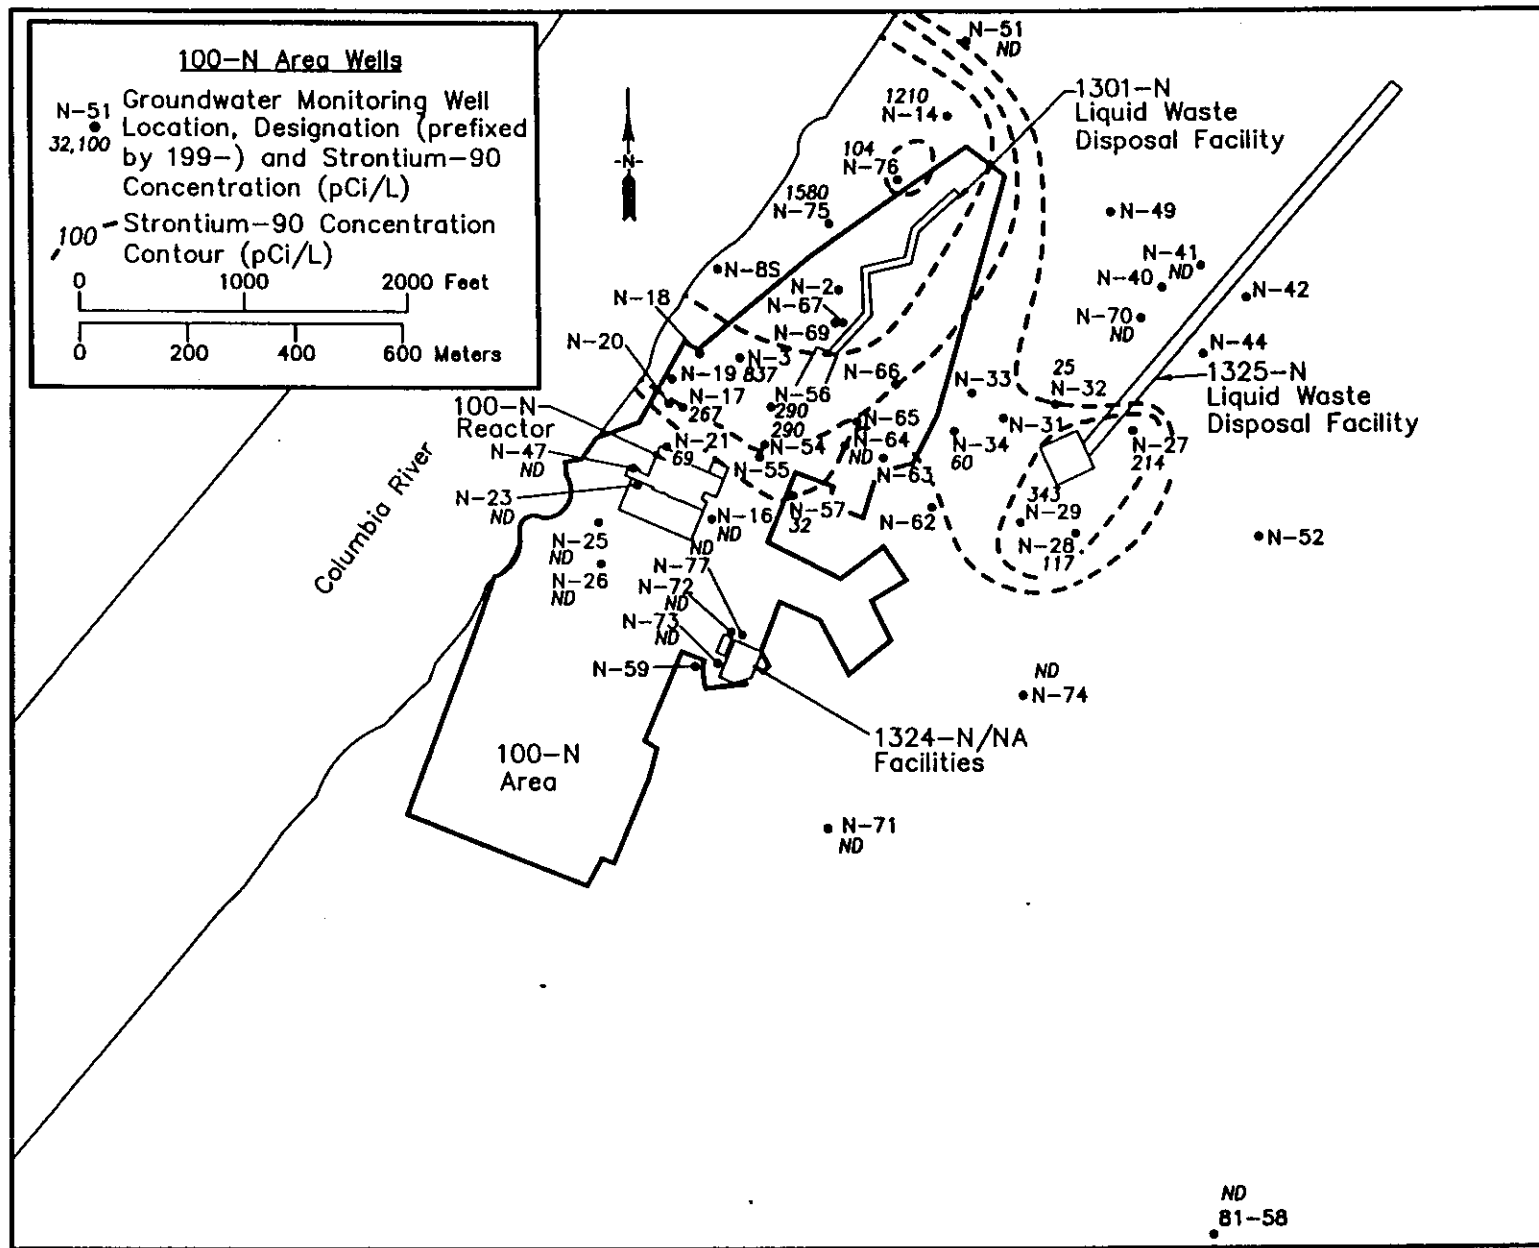 100-N Area Wells
N-51
32,100
Groundwater Monitoring Well
Location, Designation (prefixed
by 199-) and Strontium-90
Concentration (pCi/L)
100
Strontium-90 Concentration
Contour (pCi/L)
0 1000 2000 Feet
0 200 400 600 Meters
-N-
N-51
ND
1210
N-14
1301-N
Liquid Waste
Disposal Facility
104
N-76
1580
N-75
N-49
N-8S
N-41
ND
N-40
N-42
N-2
N-18
N-67
N-70
ND
N-69
N-20
N-3
837
N-44
N-19
N-66
N-33
25
N-32
1325-N
Liquid Waste
Disposal Facility
N-17
267
N-56
290
100-N
Reactor
N-65
N-31
N-21
69
290
N-54
N-64
ND
N-34
60
N-27
214
N-47
ND
N-55
N-63
N-23
ND
343
N-29
N-16
ND
N-57
32
N-62
N-28
117
N-52
Columbia River
N-25
ND
ND
N-77
N-26
ND
N-72
ND
N-73
ND
N-59
ND
N-74
100-N
Area
1324-N/NA
Facilities
N-71
ND
ND
81-58